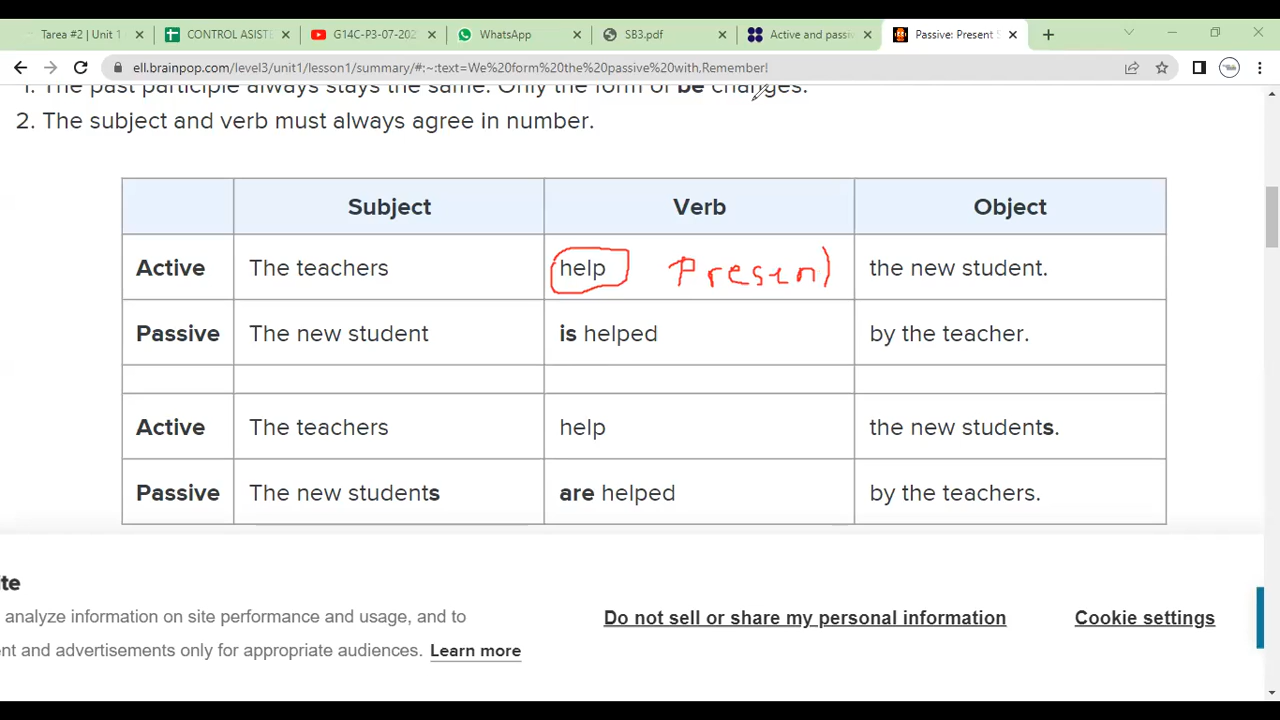 Tarea #2 | Unit 1
CONTROL ASISTE
G14C-P3-07-202
WhatsApp
SB3.pdf
Active and passiv
Passive: Present S
ell.brainpop.com/level3/unit1/lesson1/summary/#:~:text=We%20form%20the%20passive%20with,Remember!
1. The past participle always stays the same. Only the form of be changes.
2. The subject and verb must always agree in number.
Subject Verb Object
Active The teachers help Present the new student.
Passive The new student is helped by the teacher.
Active The teachers help the new students.
Passive The new students are helped by the teachers.
te
analyze information on site performance and usage, and to
nt and advertisements only for appropriate audiences. Learn more
Do not sell or share my personal information
Cookie settings